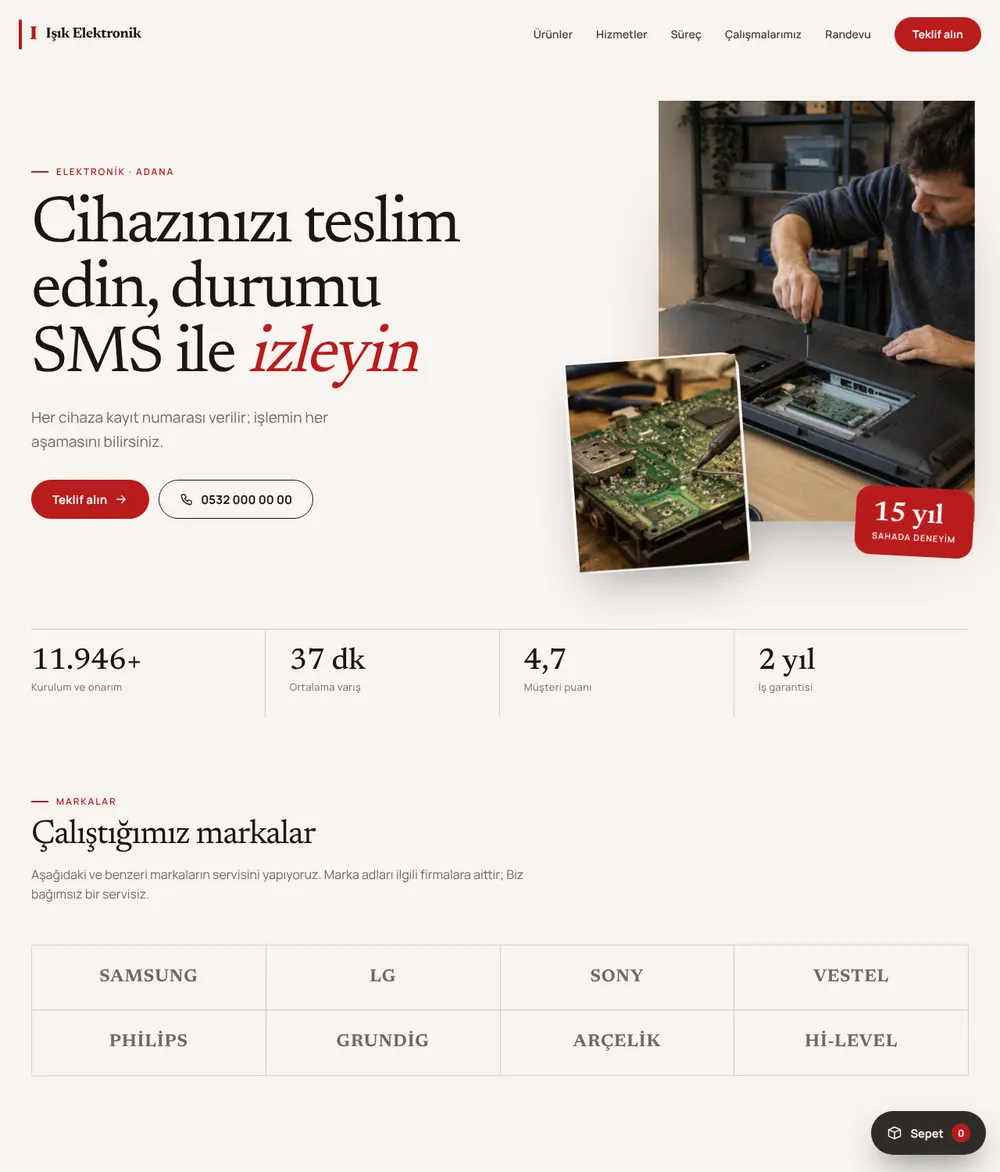 I Işık Elektronik
Ürünler Hizmetler Süreç Çalışmalarımız Randevu Teklif alın
ELEKTRONİK · ADANA
Cihazınızı teslim
edin, durumu
SMS ile izleyin
Her cihaza kayıt numarası verilir; işlemin her
aşamasını bilirsiniz.
Teklif alın → 0532 000 00 00
15 yıl
SAHADA DENEYİM
11.946+ 37 dk 4,7 2 yıl
Kurulum ve onarım Ortalama varış Müşteri puanı İş garantisi
MARKALAR
Çalıştığımız markalar
Aşağıdaki ve benzeri markaların servisini yapıyoruz. Marka adları ilgili firmalara aittir; Biz
bağımsız bir servisiz.
SAMSUNG LG SONY VESTEL
PHİLİPS GRUNDİG ARÇELİK Hİ-LEVEL
Sepet 0